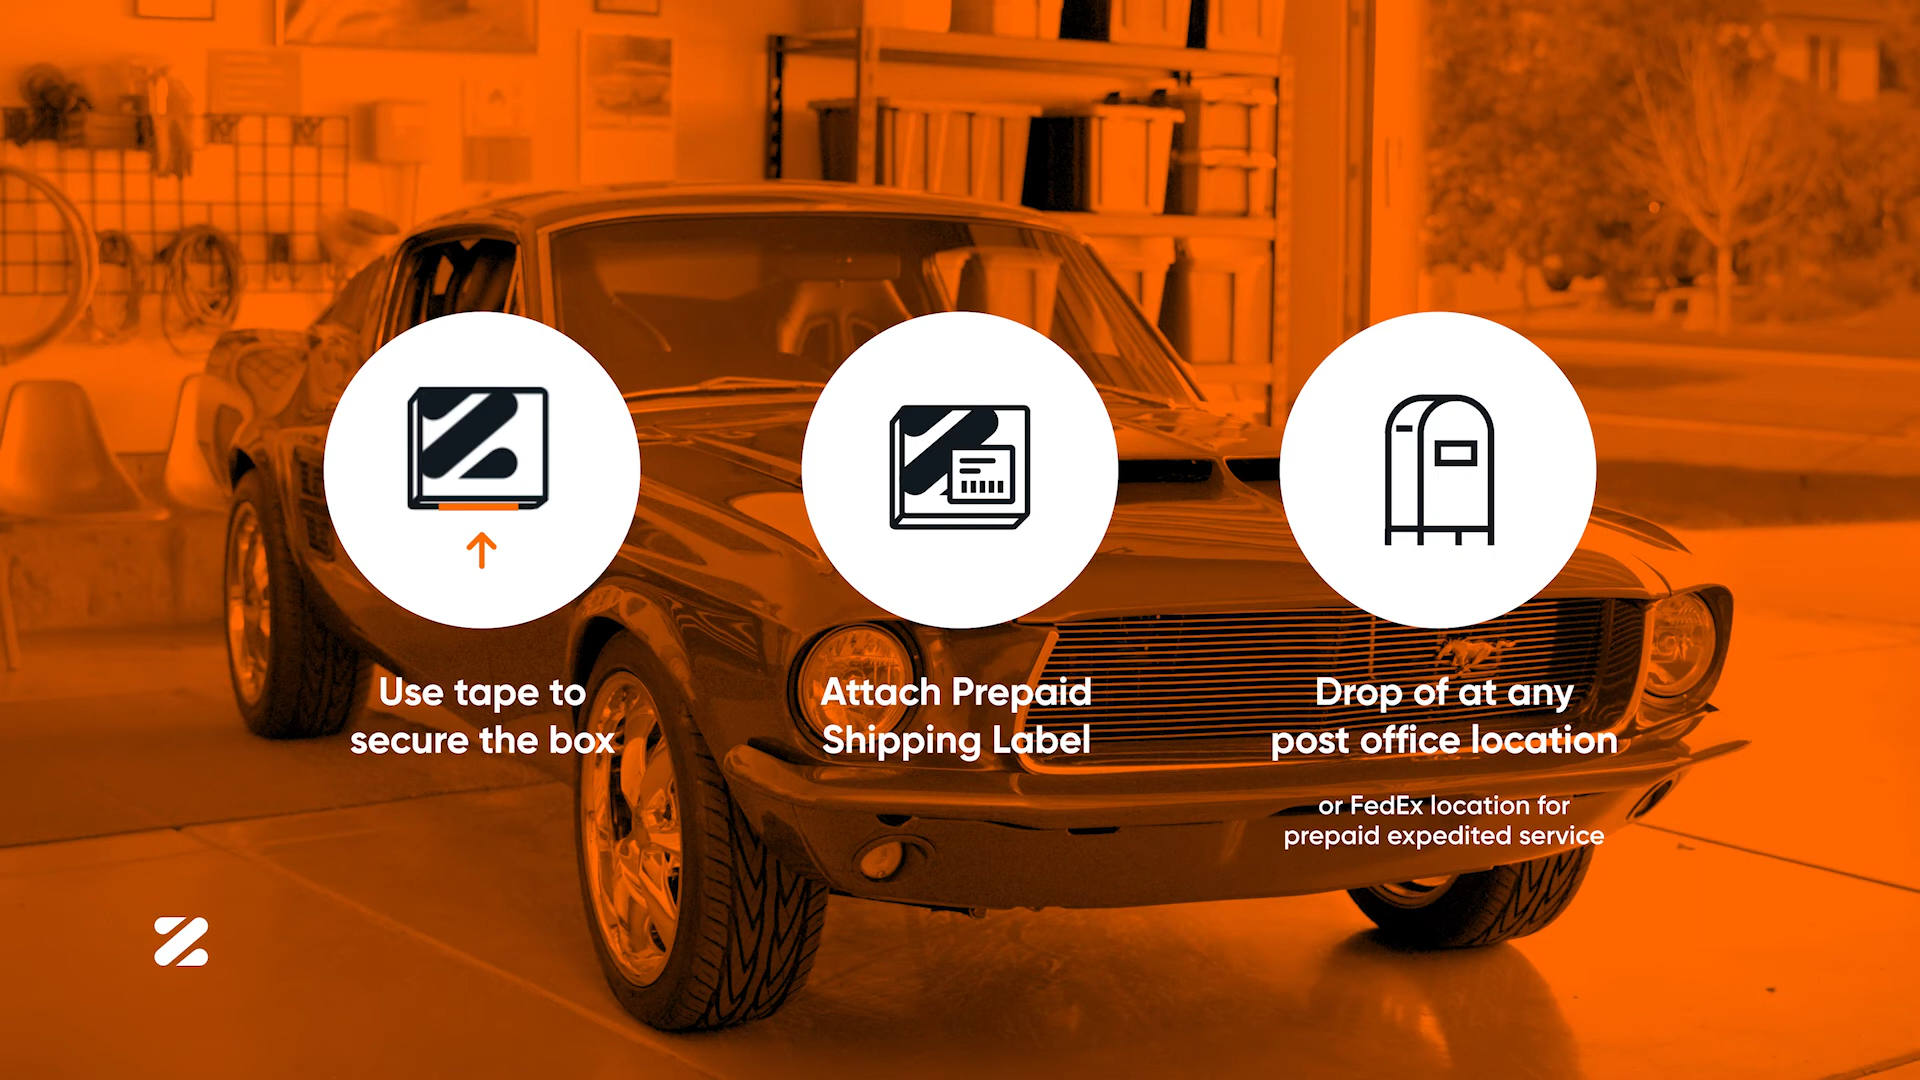 Use tape to
secure the box
Attach Prepaid
Shipping Label
Drop of at any
post office location
or FedEx location for
prepaid expedited service